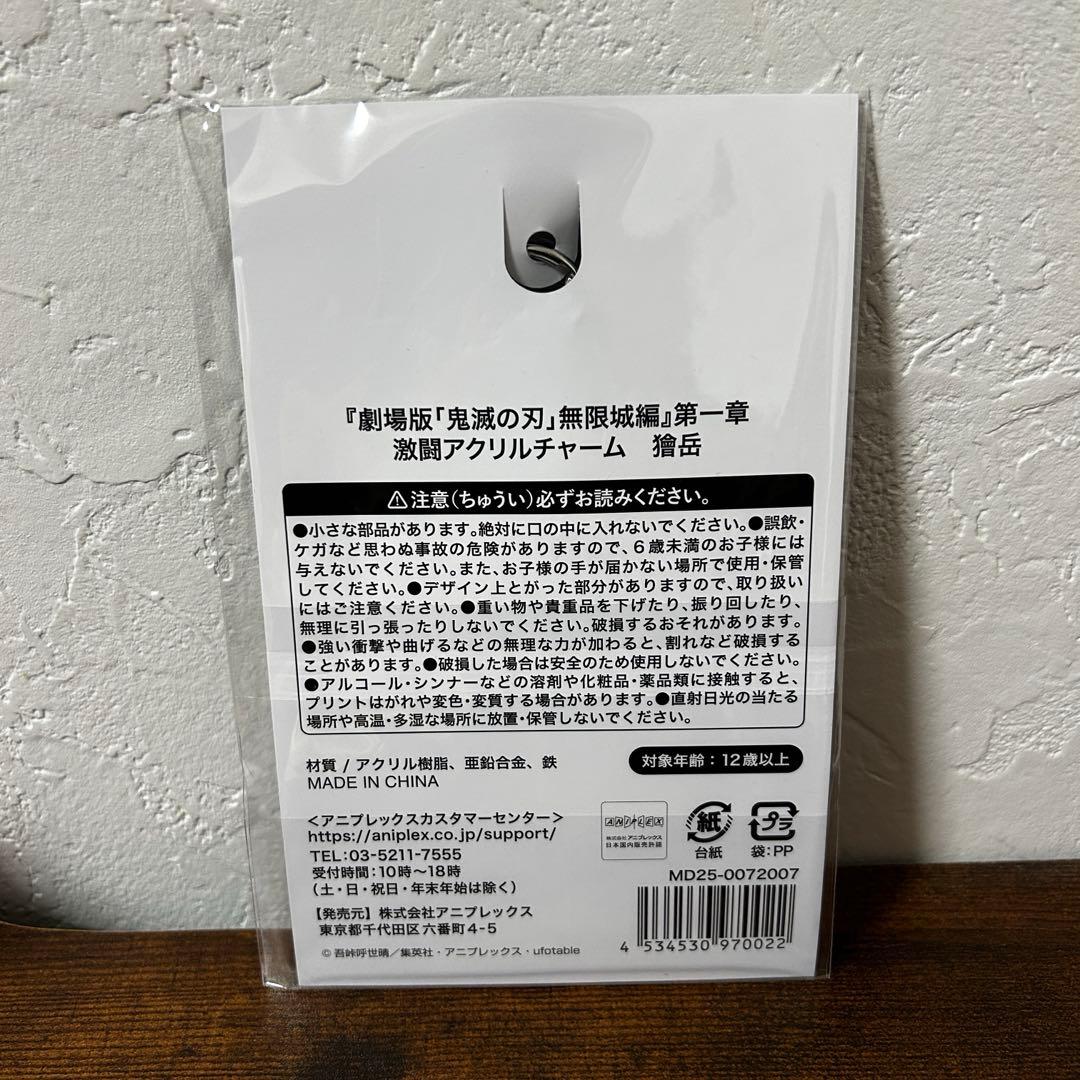 『劇場版「鬼滅の刃」無限城編』第一章
激闘アクリルチャーム　獪岳
⚠注意（ちゅうい）必ずお読みください。
●小さな部品があります。絶対に口の中に入れないでください。●誤飲・
ケガなど思わぬ事故の危険がありますので、6歳未満のお子様には
与えないでください。また、お子様の手が届かない場所で使用・保管
してください。●デザイン上とがった部分がありますので、取り扱い
にはご注意ください。●重い物や貴重品を下げたり、振り回したり、
無理に引っ張ったりしないでください。破損するおそれがあります。
●強い衝撃や曲げるなどの無理な力が加わると、割れなど破損する
ことがあります。●破損した場合は安全のため使用しないでください。
●アルコール・シンナーなどの溶剤や化粧品・薬品類に接触すると、
プリントはがれや変色・変質する場合があります。●直射日光の当たる
場所や高温・多湿な場所に放置・保管しないでください。
材質 / アクリル樹脂、亜鉛合金、鉄
MADE IN CHINA
対象年齢：12歳以上
＜アニプレックスカスタマーセンター＞
https://aniplex.co.jp/support/
TEL:03-5211-7555
受付時間：10時～18時
（土・日・祝日・年末年始は除く）
【発売元】株式会社アニプレックス
東京都千代田区六番町4-5
©吾峠呼世晴／集英社・アニプレックス・ufotable
ANIPLEX
株式会社アニプレックス
日本国内販売許諾
紙
台紙
プラ
袋：PP
MD25-0072007
4 534530 970022